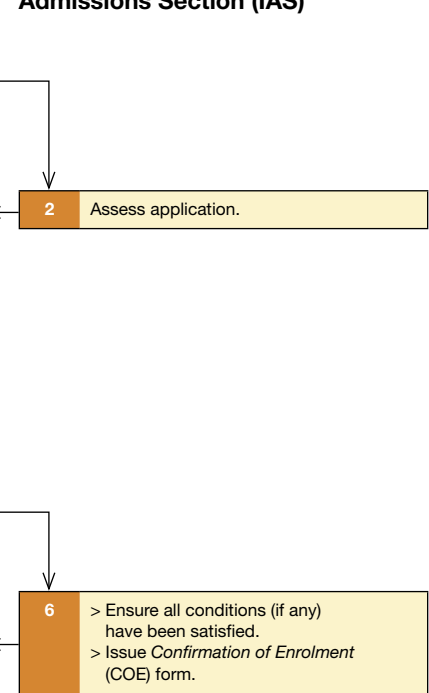 Admissions Section (IAS)
2 Assess application.
6 > Ensure all conditions (if any)
have been satisfied.
> Issue Confirmation of Enrolment
(COE) form.